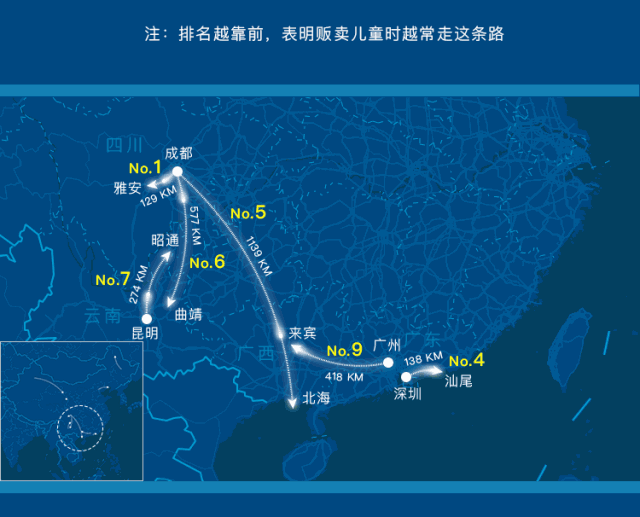 注：排名越靠前，表明贩卖儿童时越常走这条路
四川
成都
No.1
雅安
129 KM
577 KM
No.5
昭通
1139 KM
No.6
No.7
274 KM
云南
曲靖
昆明
来宾
广西
No.9
广州
广东
418 KM
138 KM
No.4
深圳
汕尾
北海